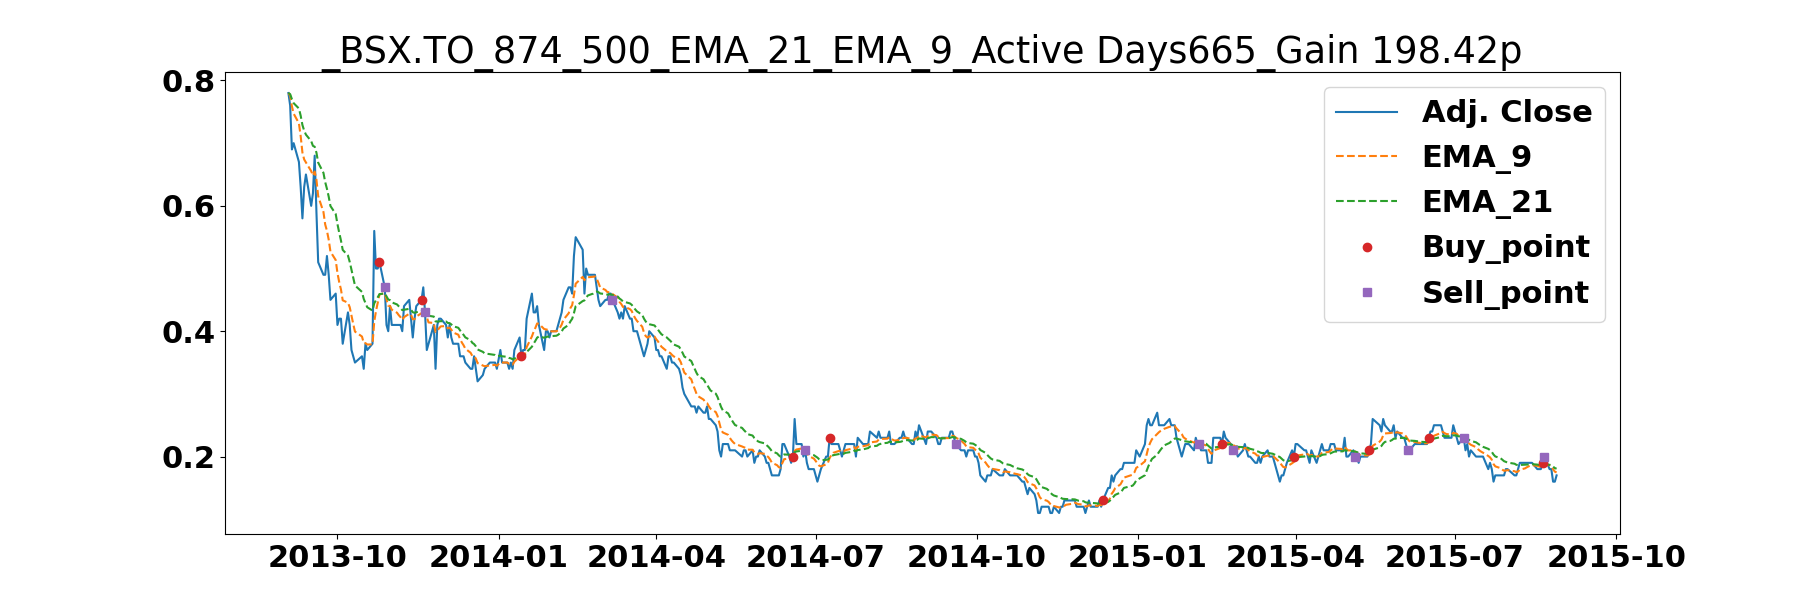 _BSX.TO_874_500_EMA_21_EMA_9_Active Days665_Gain 198.42p
0.8
0.6
0.4
0.2
Adj. Close
EMA_9
EMA_21
Buy_point
Sell_point
2013-10 2014-01 2014-04 2014-07 2014-10 2015-01 2015-04 2015-07 2015-10